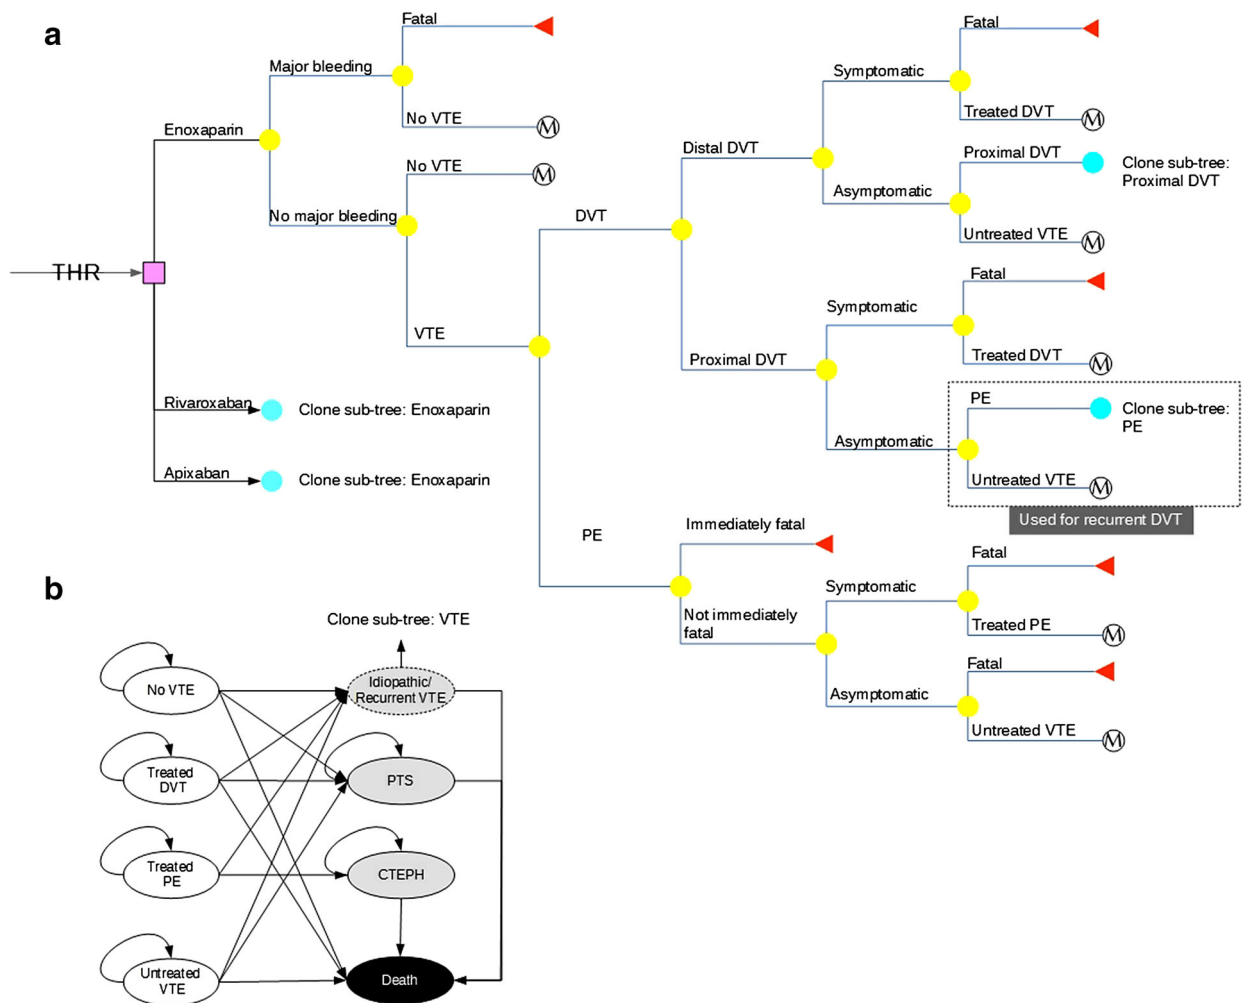 a
THR
Enoxaparin
Major bleeding
Fatal
No VTE
M
No major bleeding
No VTE
M
VTE
DVT
Distal DVT
Symptomatic
Fatal
Treated DVT
M
Asymptomatic
Proximal DVT
Clone sub-tree:
Proximal DVT
Untreated VTE
M
Proximal DVT
Symptomatic
Fatal
Treated DVT
M
Asymptomatic
PE
Clone sub-tree:
PE
Untreated VTE
M
Used for recurrent DVT
PE
Immediately fatal
Not immediately
fatal
Symptomatic
Fatal
Treated PE
M
Asymptomatic
Fatal
Untreated VTE
M
Rivaroxaban
Clone sub-tree: Enoxaparin
Apixaban
Clone sub-tree: Enoxaparin
b
Clone sub-tree: VTE
No VTE
Idiopathic/
Recurrent VTE
Treated
DVT
PTS
Treated
PE
CTEPH
Untreated
VTE
Death